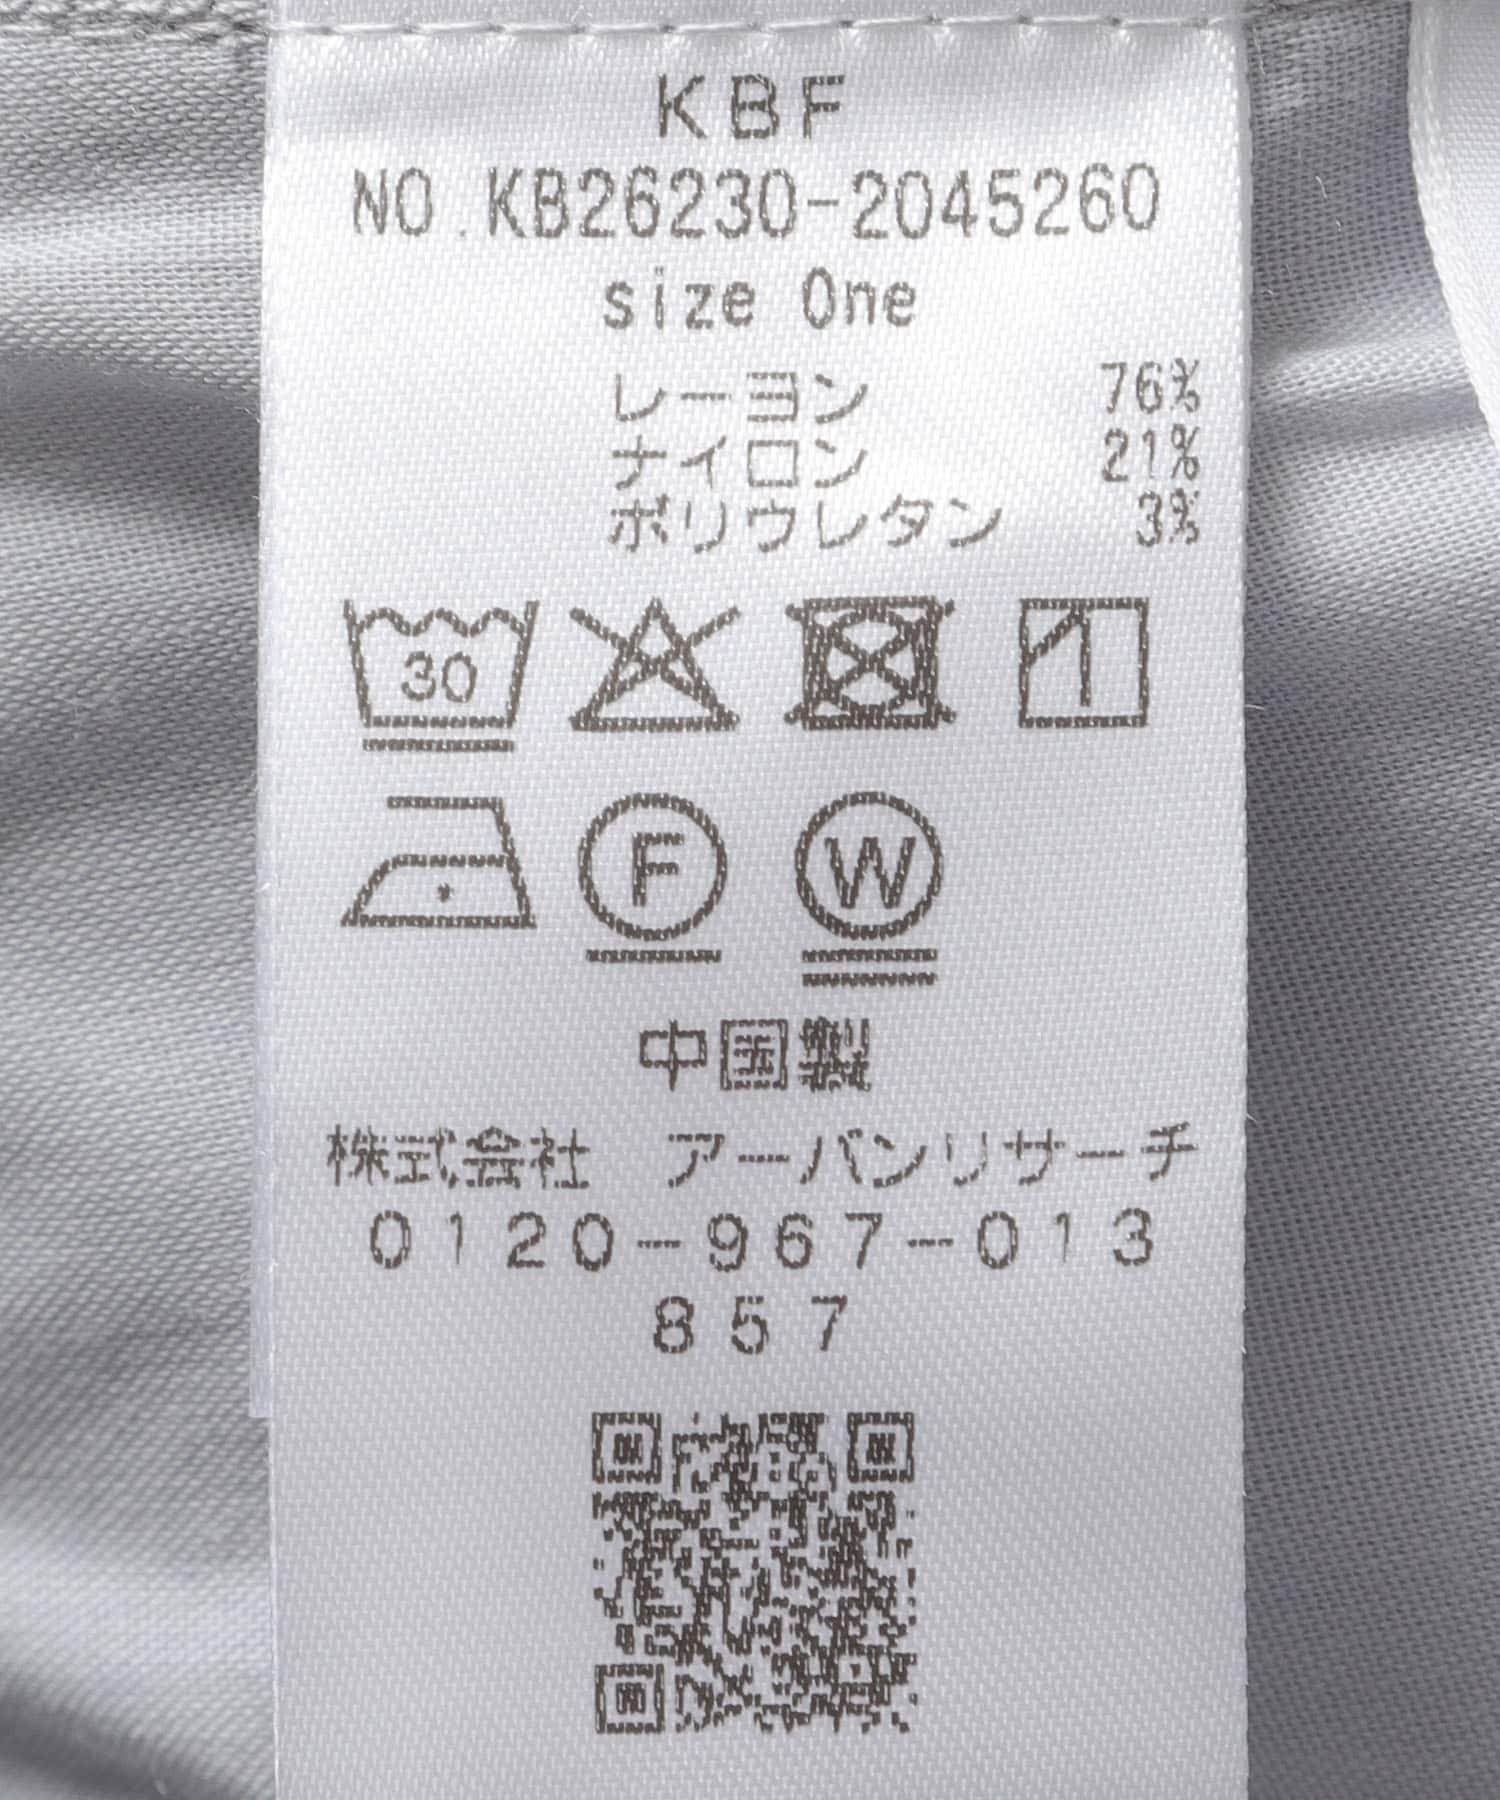 KBF
NO.KB26230-2045260
size One
レーヨン 76%
ナイロン 21%
ポリウレタン 3%
30
F W
中国製
株式会社 アーバンリサーチ
0120-967-013
857